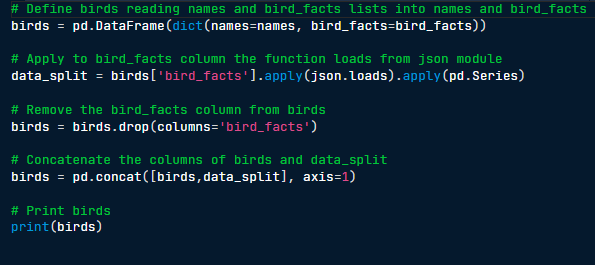 # Define birds reading names and bird_facts lists into names and bird_facts
birds = pd.DataFrame(dict(names=names, bird_facts=bird_facts))
# Apply to bird_facts column the function loads from json module
data_split = birds['bird_facts'].apply(json.loads).apply(pd.Series)
# Remove the bird_facts column from birds
birds = birds.drop(columns='bird_facts')
# Concatenate the columns of birds and data_split
birds = pd.concat([birds,data_split], axis=1)
# Print birds
print(birds)